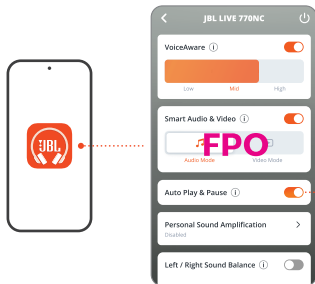 JBL LIVE 770NC
VoiceAware
Low Mid High
Smart Audio & Video
FPO
Audio Mode Video Mode
Auto Play & Pause
Personal Sound Amplification
Disabled
Left / Right Sound Balance
JBL